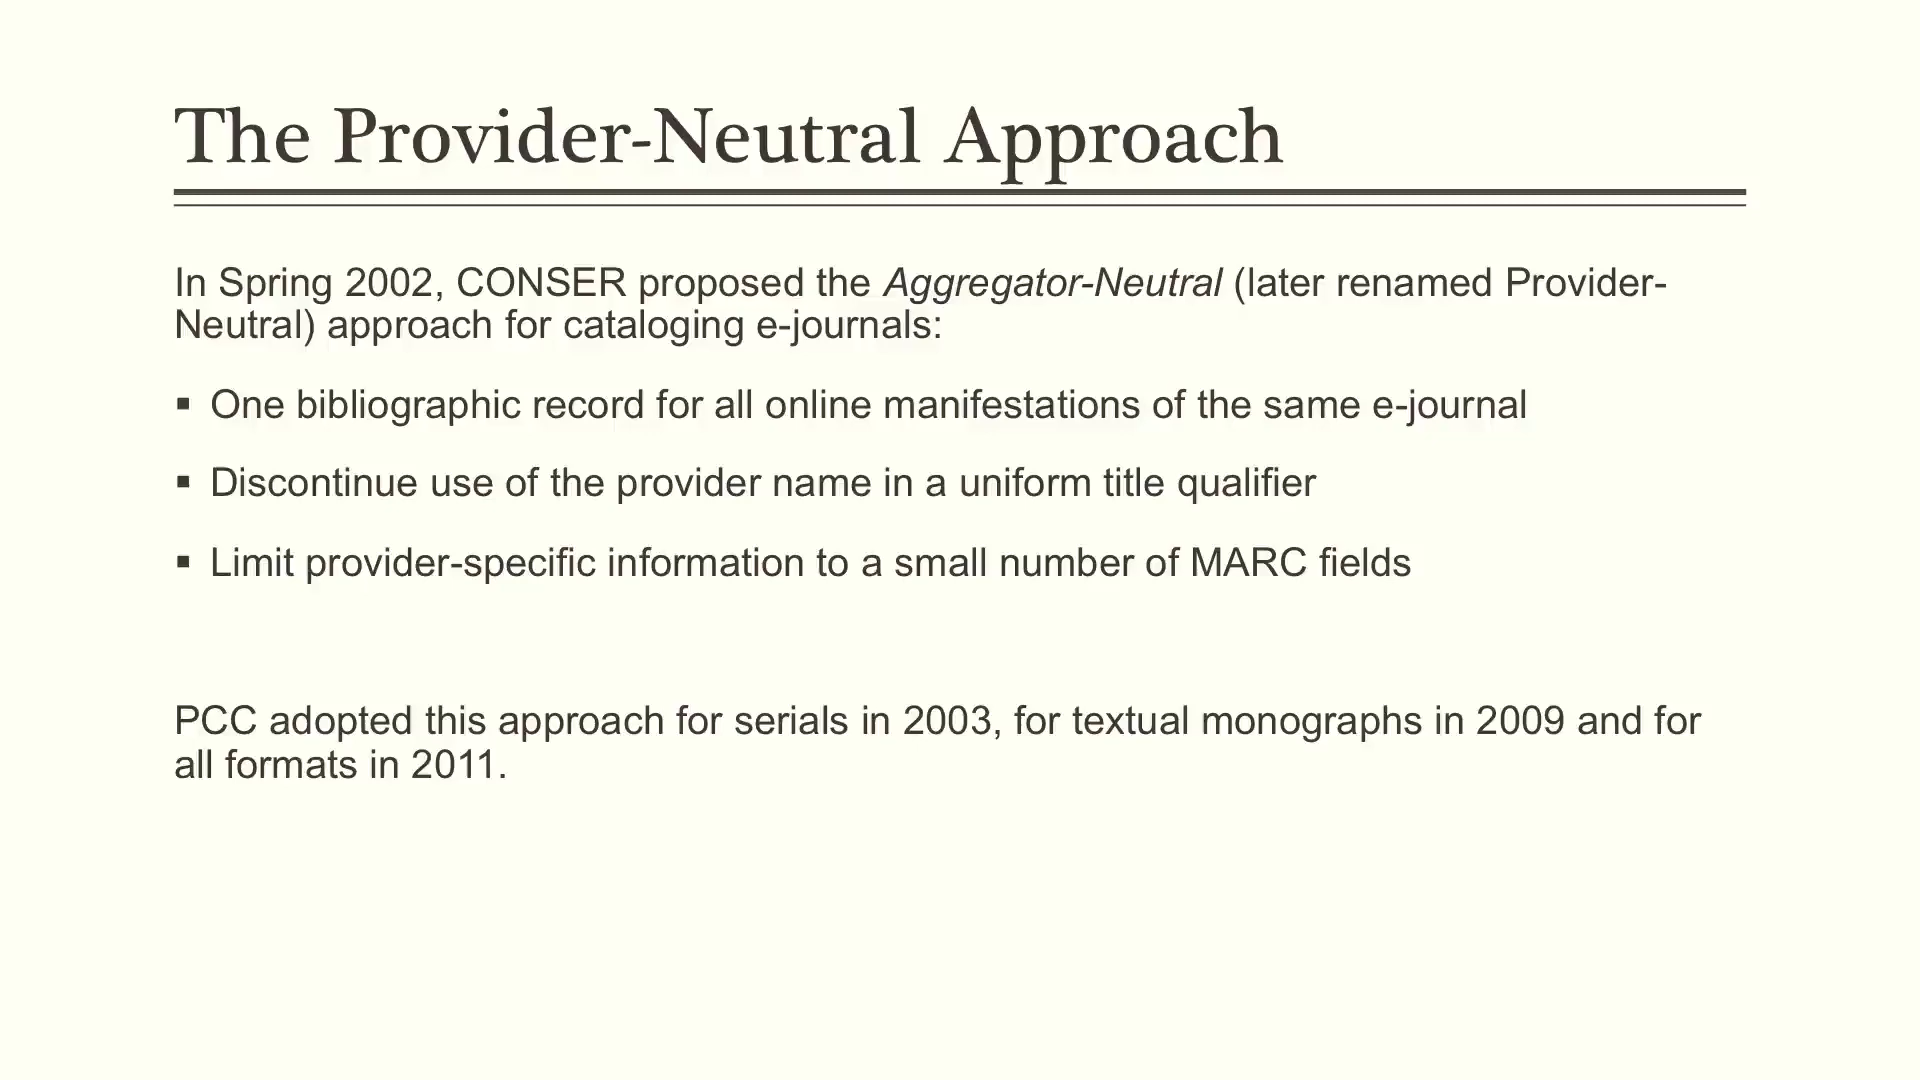 The Provider-Neutral Approach
In Spring 2002, CONSER proposed the Aggregator-Neutral (later renamed Provider-
Neutral) approach for cataloging e-journals:
▪ One bibliographic record for all online manifestations of the same e-journal
▪ Discontinue use of the provider name in a uniform title qualifier
▪ Limit provider-specific information to a small number of MARC fields
PCC adopted this approach for serials in 2003, for textual monographs in 2009 and for
all formats in 2011.